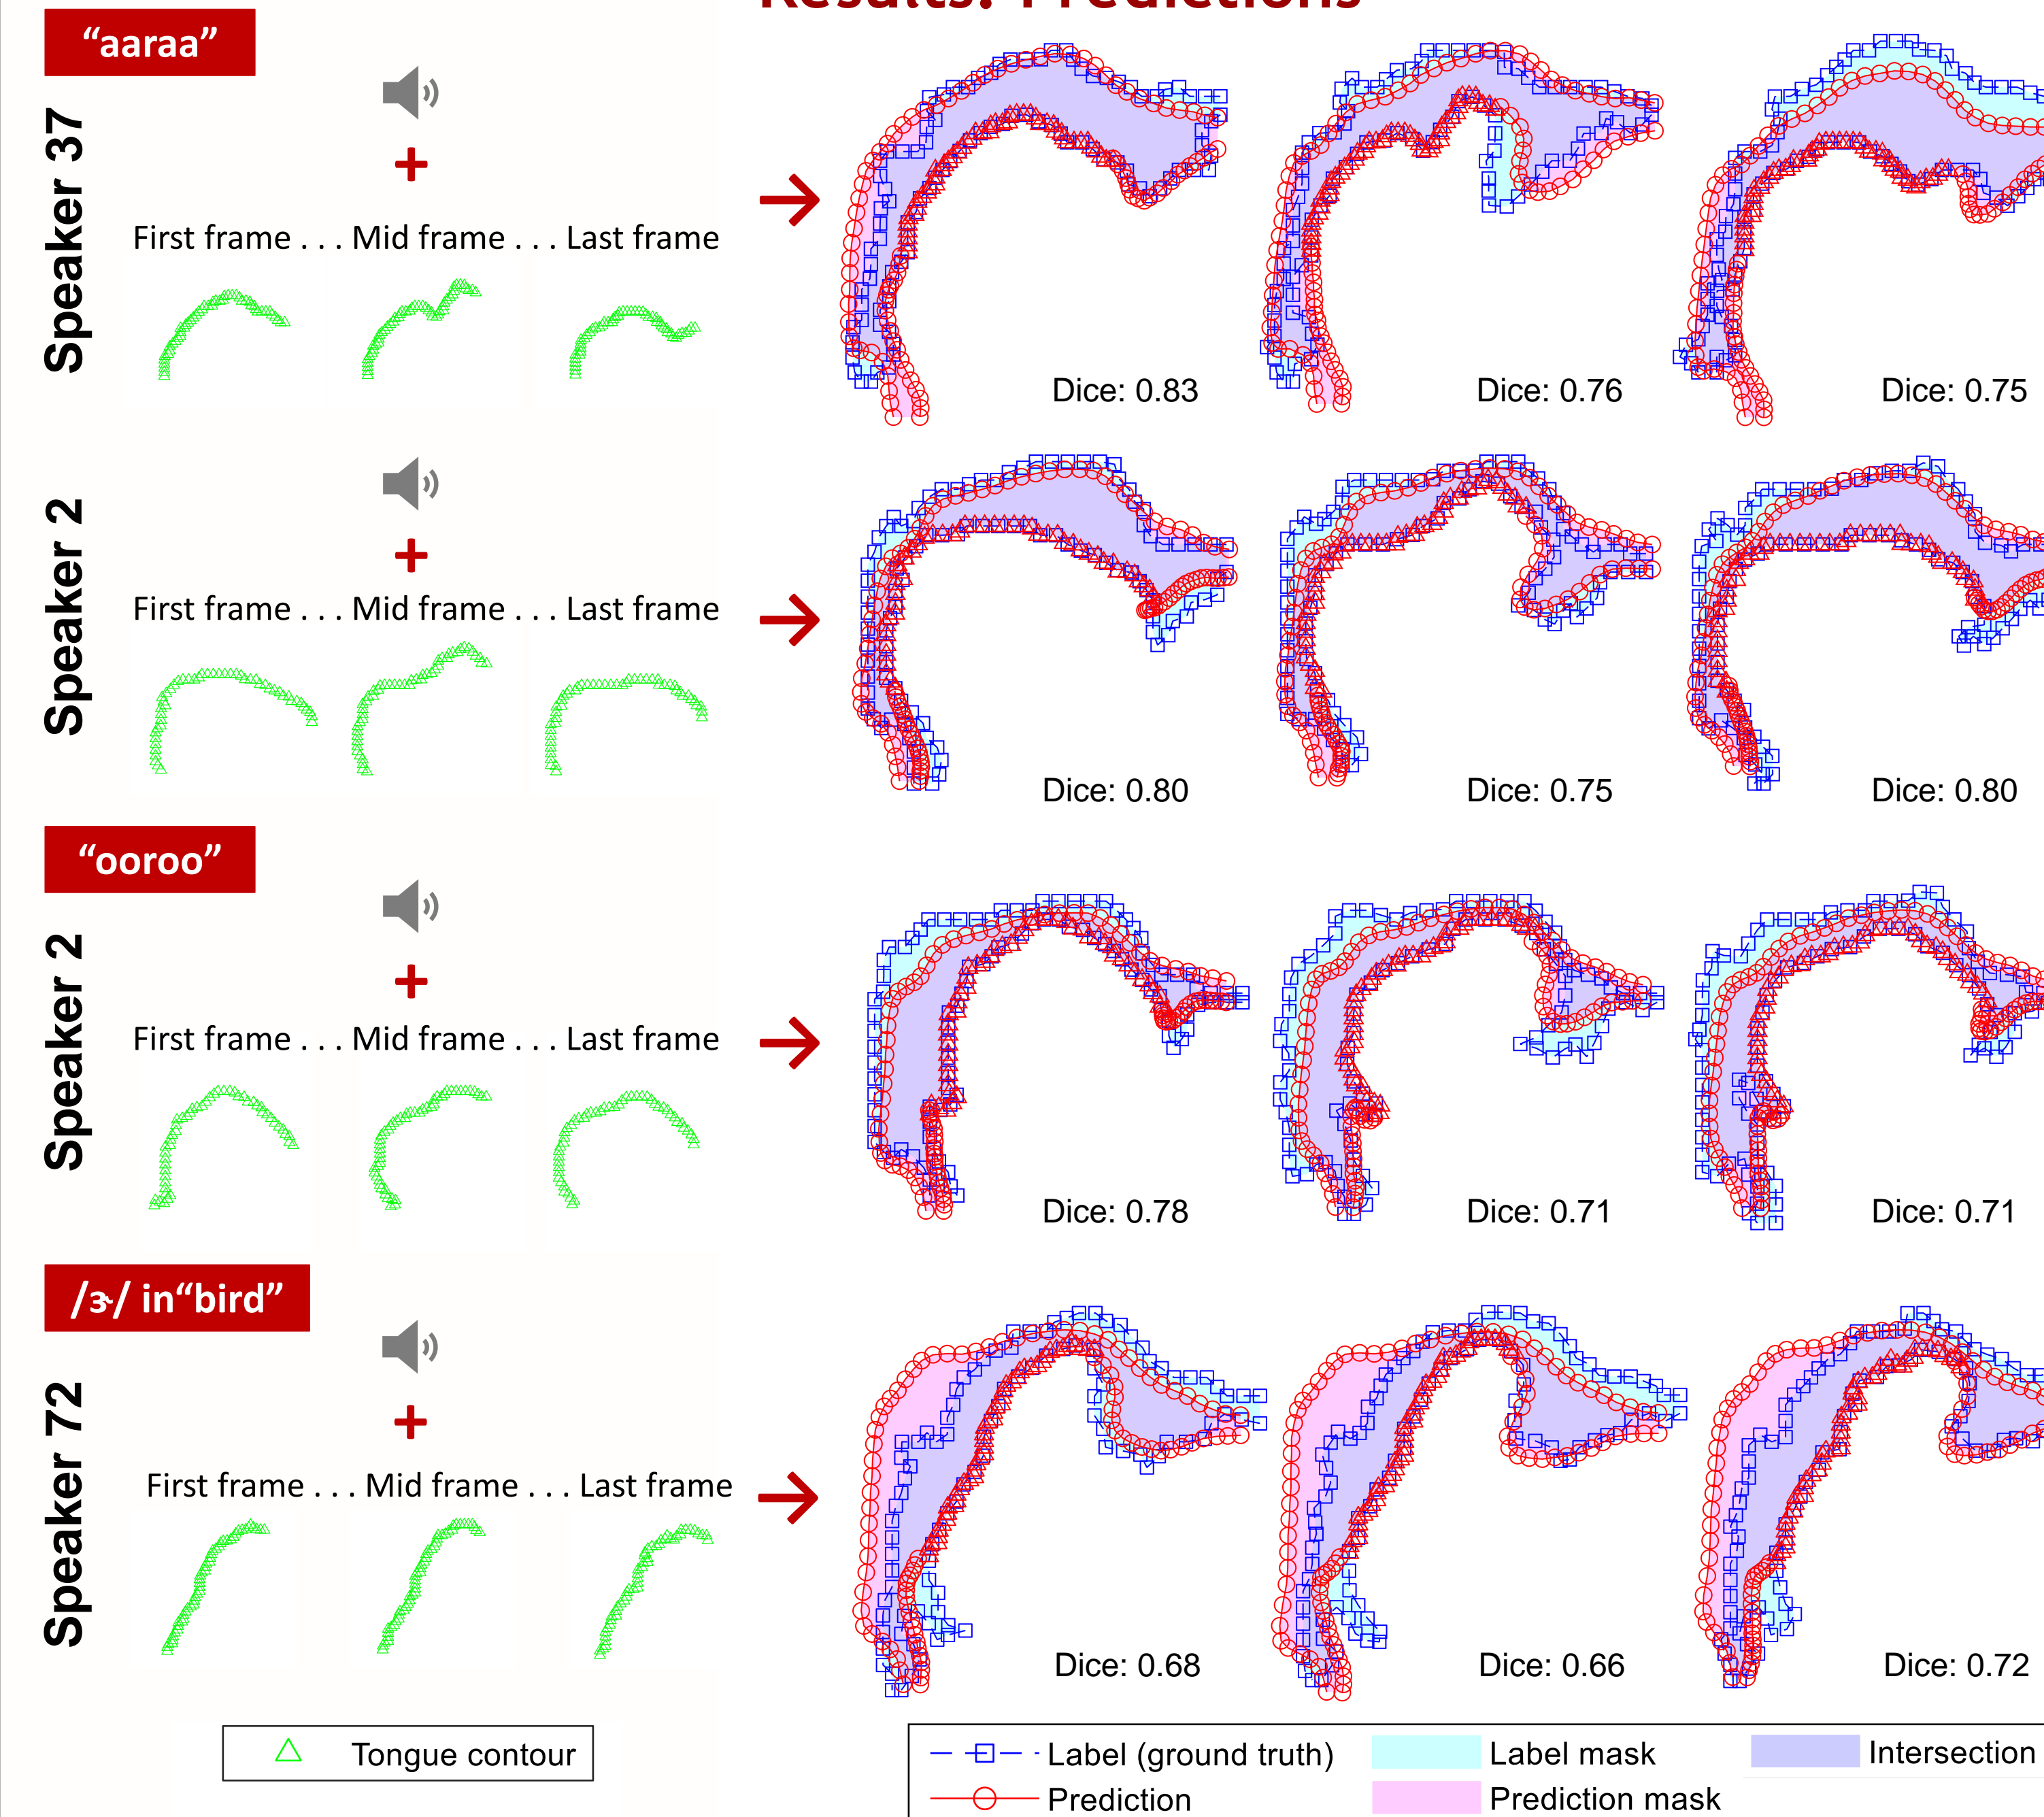 Results: Predictions
“aaraa”
Speaker 37
First frame . . . Mid frame . . . Last frame
Dice: 0.83
Dice: 0.76
Dice: 0.75
Speaker 2
First frame . . . Mid frame . . . Last frame
Dice: 0.80
Dice: 0.75
Dice: 0.80
“ooroo”
Speaker 2
First frame . . . Mid frame . . . Last frame
Dice: 0.78
Dice: 0.71
Dice: 0.71
/ɝ/ in“bird”
Speaker 72
First frame . . . Mid frame . . . Last frame
Dice: 0.68
Dice: 0.66
Dice: 0.72
Tongue contour
Label (ground truth)
Label mask
Intersection
Prediction
Prediction mask